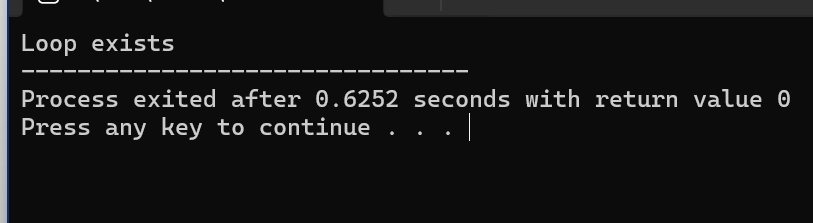 Loop exists
--------------------------------
Process exited after 0.6252 seconds with return value 0
Press any key to continue . . .